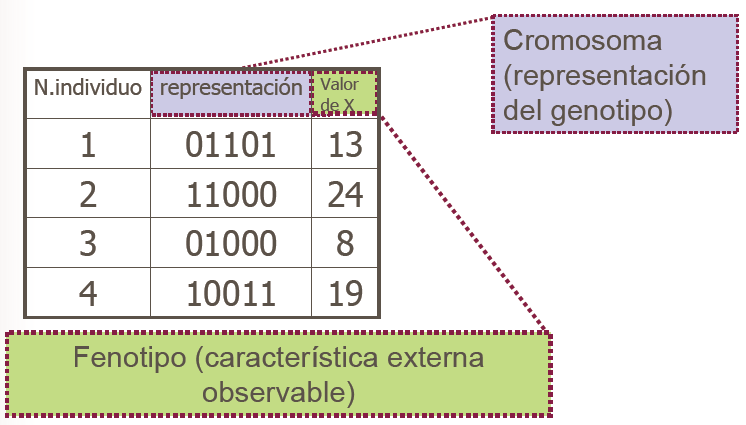 Cromosoma
(representación
del genotipo)
N.individuo representación Valor
de X
1 01101 13
2 11000 24
3 01000 8
4 10011 19
Fenotipo (característica externa
observable)